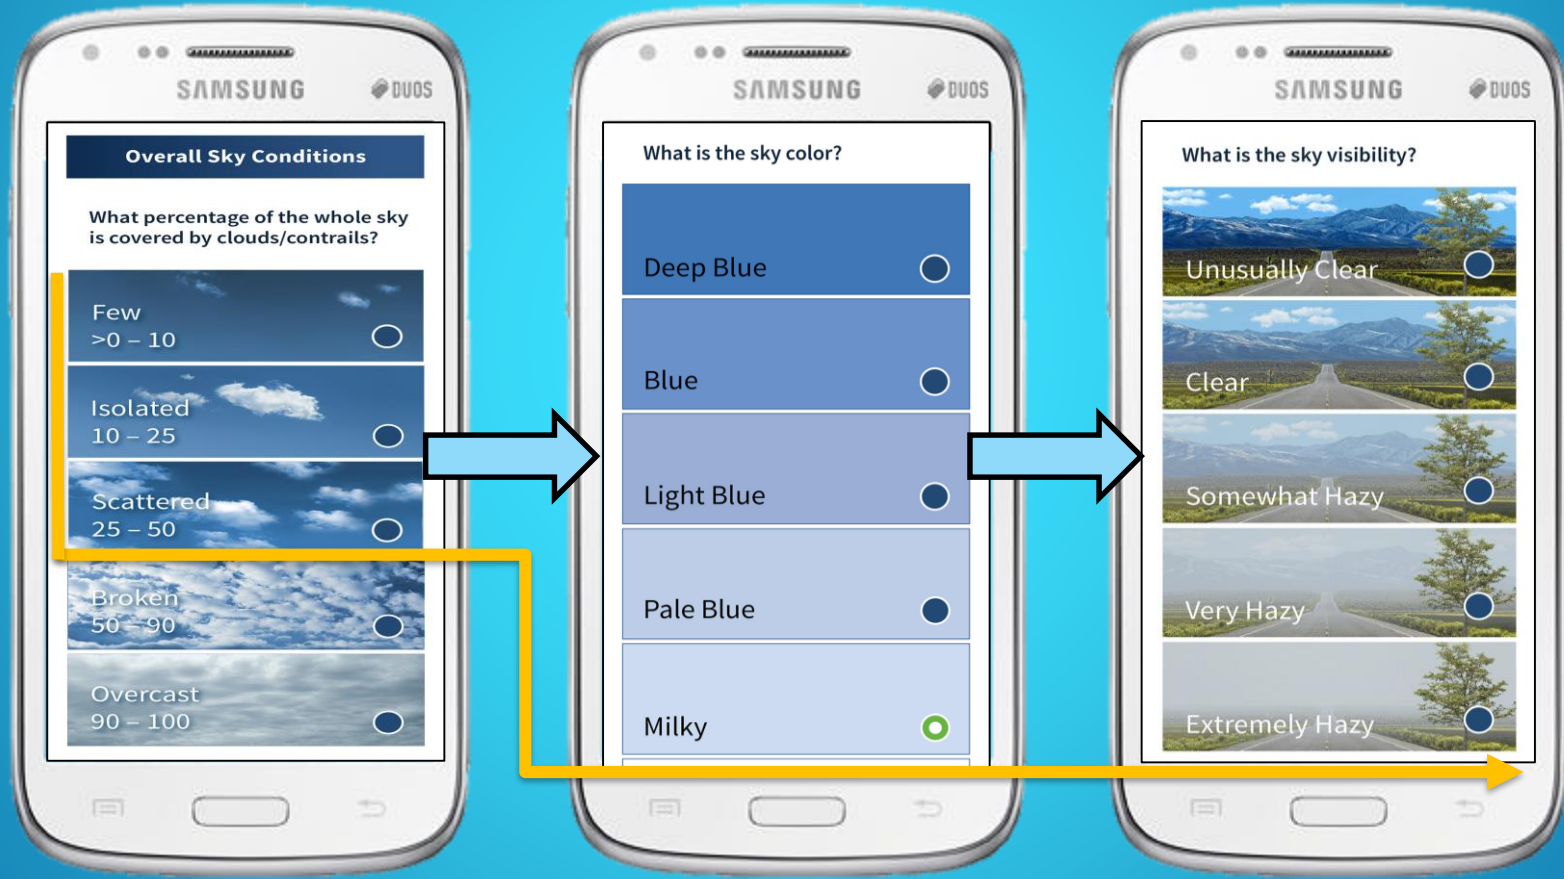 SAMSUNG
DUOS
Overall Sky Conditions
What percentage of the whole sky
is covered by clouds/contrails?
Few
>0 – 10
Isolated
10 – 25
Scattered
25 – 50
Broken
50 – 90
Overcast
90 – 100
SAMSUNG
DUOS
What is the sky color?
Deep Blue
Blue
Light Blue
Pale Blue
Milky
SAMSUNG
DUOS
What is the sky visibility?
Unusually Clear
Clear
Somewhat Hazy
Very Hazy
Extremely Hazy